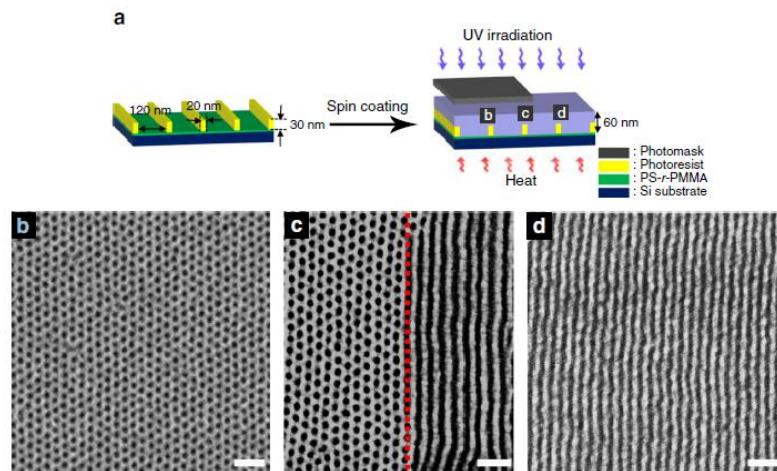 a
UV irradiation
120 nm
20 nm
Spin coating
30 nm
b
c
d
60 nm
Heat
: Photomask
: Photoresist
: PS-r-PMMA
: Si substrate
b
c
d